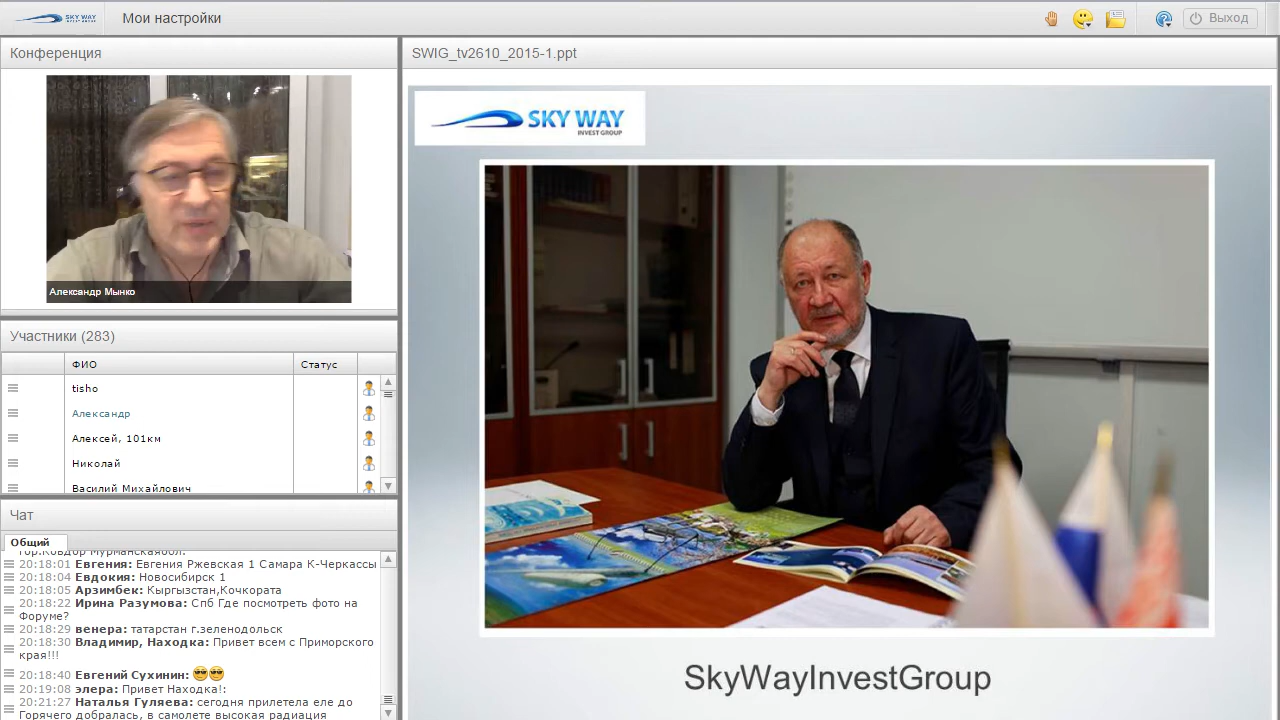 SKY WAY
INVEST GROUP
Мои настройки
Выход
Конференция
Александр Мынко
Участники (283)
ФИО
Статус
tisho
Александр
Алексей, 101км
Николай
Василий Михайлович
Чат
Общий
гор.Ковдор Мурманскаяобл.
20:18:01 Евгения: Евгения Ржевская 1 Самара К-Черкассы
20:18:04 Евдокия: Новосибирск 1
20:18:05 Арзимбек: Кыргызстан,Кочкората
20:18:22 Ирина Разумова: Спб Где посмотреть фото на
Форуме?
20:18:29 венера: татарстан г.зеленодольск
20:18:30 Владимир, Находка: Привет всем с Приморского
края!!!
20:18:40 Евгений Сухинин:
20:19:08 элера: Привет Находка!:
20:21:27 Наталья Гуляева: сегодня прилетела еле до
Горячего добралась, в самолете высокая радиация
SWIG_tv2610_2015-1.ppt
SKY WAY
INVEST GROUP
SkyWayInvestGroup